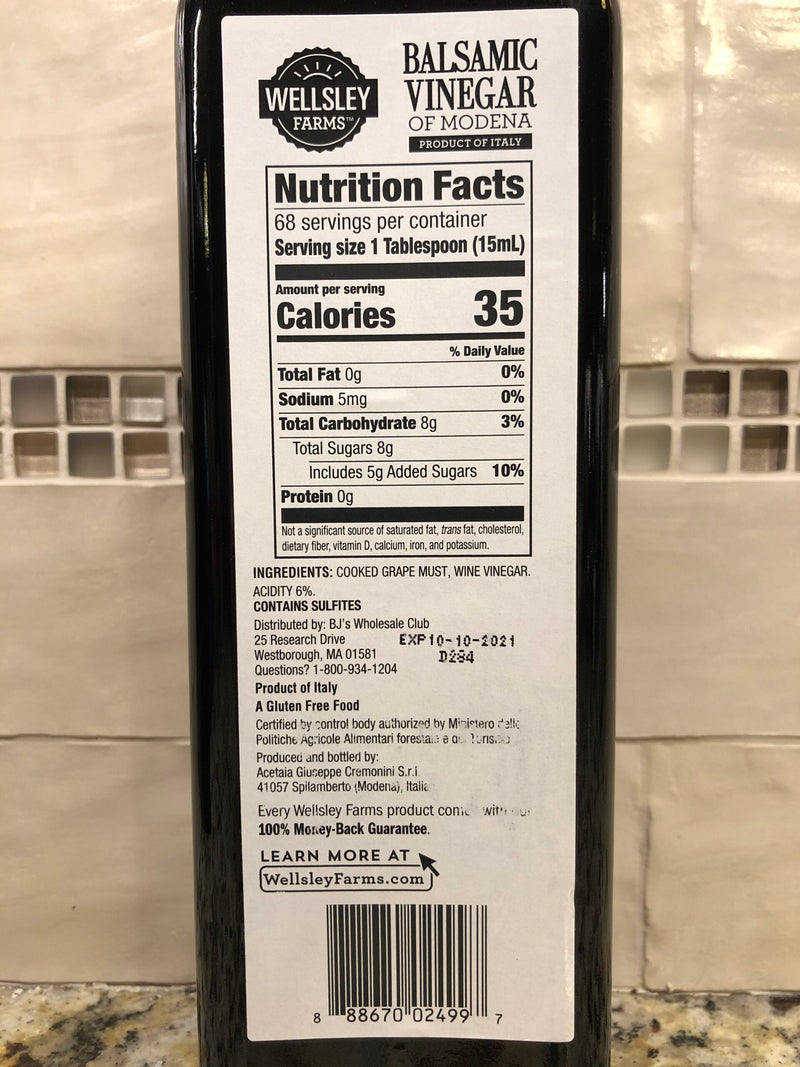 WELLSLEY
FARMS™
BALSAMIC
VINEGAR
OF MODENA
PRODUCT OF ITALY
Nutrition Facts
68 servings per container
Serving size 1 Tablespoon (15mL)
Amount per serving
Calories 35
% Daily Value
Total Fat 0g 0%
Sodium 5mg 0%
Total Carbohydrate 8g 3%
Total Sugars 8g
Includes 5g Added Sugars 10%
Protein 0g
Not a significant source of saturated fat, trans fat, cholesterol,
dietary fiber, vitamin D, calcium, iron, and potassium.
INGREDIENTS: COOKED GRAPE MUST, WINE VINEGAR.
ACIDITY 6%.
CONTAINS SULFITES
Distributed by: BJ's Wholesale Club
25 Research Drive
Westborough, MA 01581
Questions? 1-800-934-1204
EXP 10-10-2021
D284
Product of Italy
A Gluten Free Food
Certified by control body authorized by Ministero delle
Politiche Agricole Alimentari forestali e del
Produced and bottled by:
Acetaia Giuseppe Cremonini S.r.l
41057 Spilamberto (Modena), Italia
Every Wellsley Farms product with
100% Money-Back Guarantee.
LEARN MORE AT
WellsleyFarms.com
8 88670 02499 7